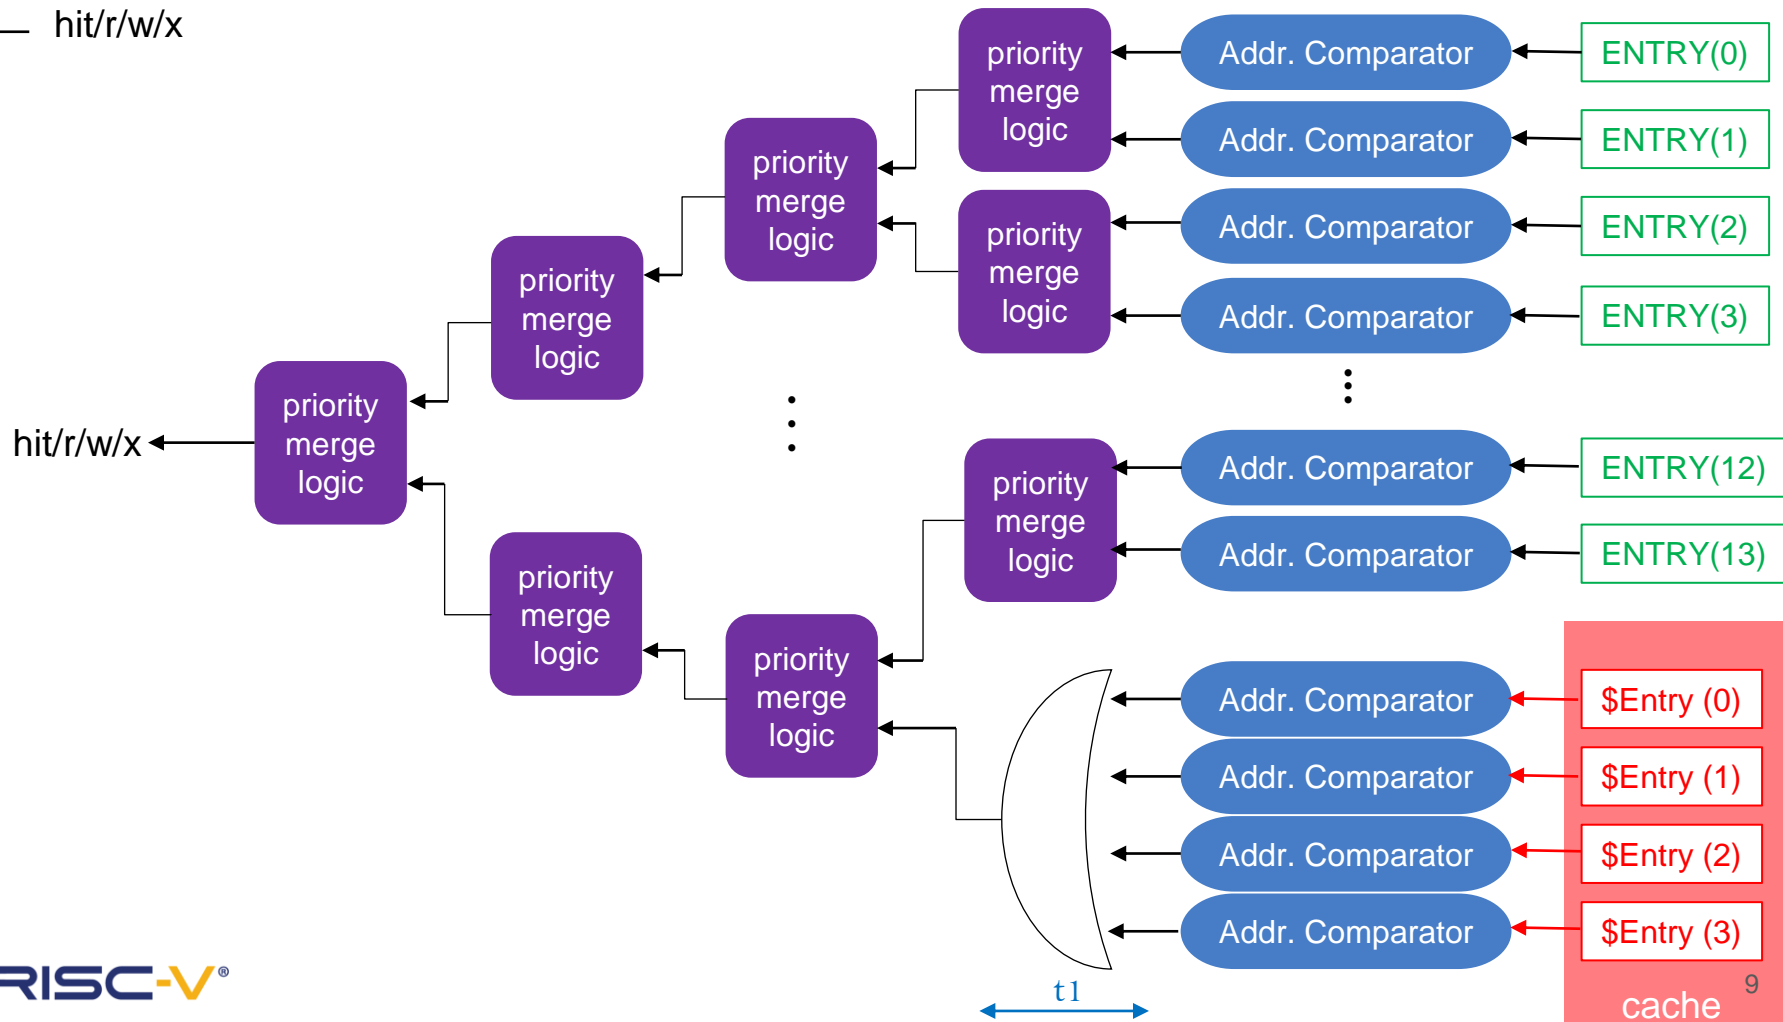 hit/r/w/x
priority
merge
logic
Addr. Comparator
ENTRY(0)
Addr. Comparator
ENTRY(1)
priority
merge
logic
priority
merge
logic
Addr. Comparator
ENTRY(2)
Addr. Comparator
ENTRY(3)
priority
merge
logic
priority
merge
logic
hit/r/w/x
priority
merge
logic
Addr. Comparator
ENTRY(12)
Addr. Comparator
ENTRY(13)
priority
merge
logic
priority
merge
logic
Addr. Comparator
$Entry (0)
Addr. Comparator
$Entry (1)
Addr. Comparator
$Entry (2)
Addr. Comparator
$Entry (3)
RISC-V®
t1
cache
9